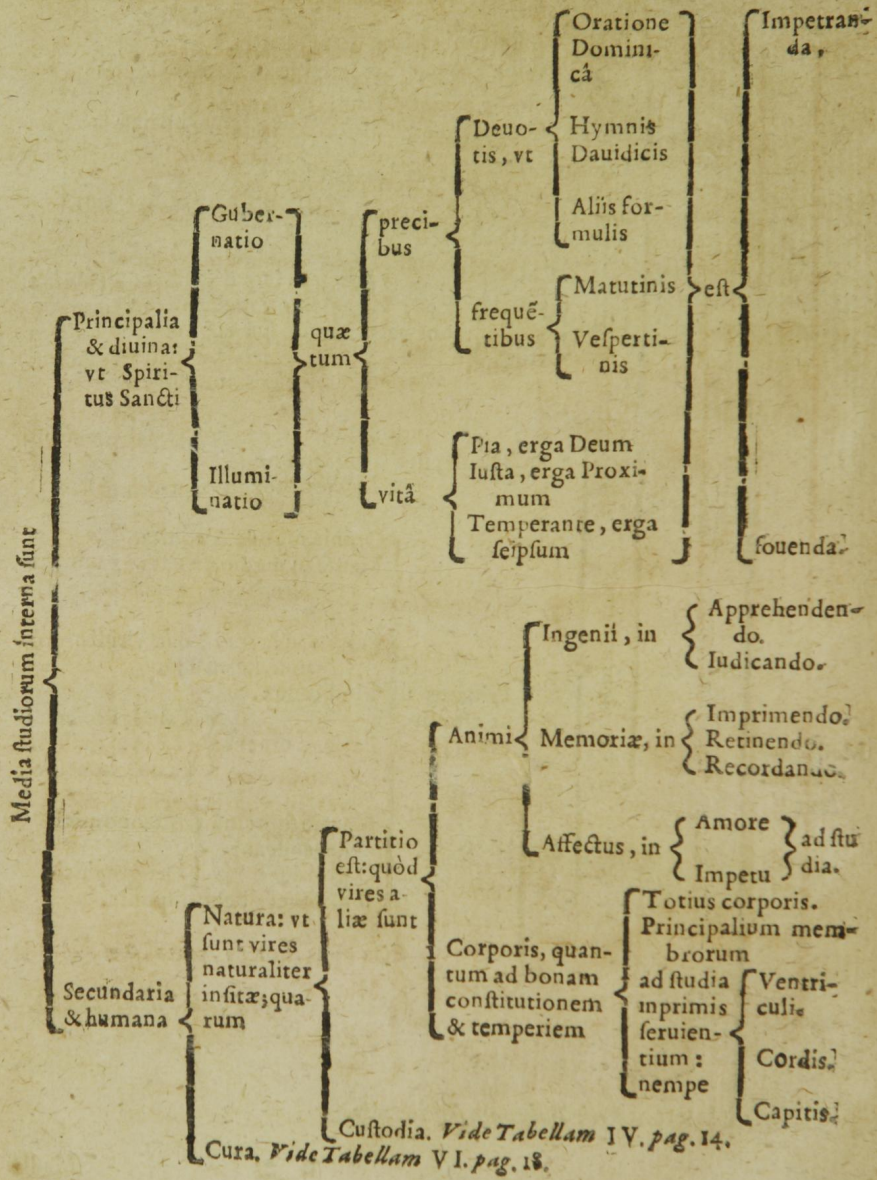 Media ſtudiorum interna ſunt
Principalia
& diuina:
vt Spiri-
tus Sancti
Guber-
natio
Illumi-
natio
quæ
tum
preci-
bus
Deuo-
tis, vt
Oratione
Domini-
câ
Hymnis
Dauidicis
Aliis for-
mulis
frequē-
tibus
Matutinis
Veſperti-
nis
vitâ
Pia, erga Deum
Iuſta, erga Proxi-
mum
Temperante, erga
ſeipſum
eſt
Impetran-
da,
fouenda.
Secundaria
& humana
Natura: vt
ſunt vires
naturaliter
inſitæ; qua-
rum
Partitio
eſt: quòd
vires a-
liæ ſunt
Animi
Ingenii, in
Apprehenden-
do.
Iudicando.
Memoriæ, in
Imprimendo.
Retinendo.
Recordando.
Affectus, in
Amore
Impetu
ad ſtu
dia.
Corporis, quan-
tum ad bonam
conſtitutionem
& temperiem
Totius corporis.
Principalium mem-
brorum
ad ſtudia
inprimis
ſeruien-
tium:
nempe
Ventri-
culi.
Cordis.
Capitis.
Cuſtodia. Vide Tabellam IV. pag. 14.
Cura. Vide Tabellam VI. pag. 18.